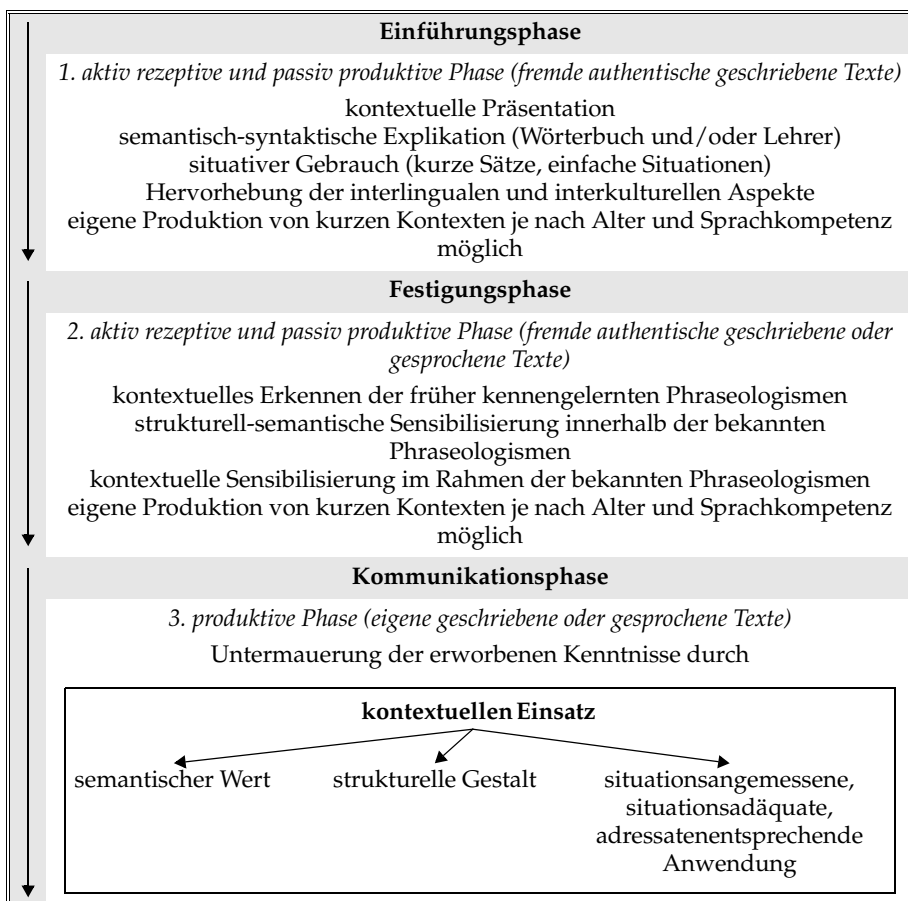 Einführungsphase
1. aktiv rezeptive und passiv produktive Phase (fremde authentische geschriebene Texte)
kontextuelle Präsentation
semantisch-syntaktische Explikation (Wörterbuch und/oder Lehrer)
situativer Gebrauch (kurze Sätze, einfache Situationen)
Hervorhebung der interlingualen und interkulturellen Aspekte
eigene Produktion von kurzen Kontexten je nach Alter und Sprachkompetenz
möglich
Festigungsphase
2. aktiv rezeptive und passiv produktive Phase (fremde authentische geschriebene oder
gesprochene Texte)
kontextuelles Erkennen der früher kennengelernten Phraseologismen
strukturell-semantische Sensibilisierung innerhalb der bekannten
Phraseologismen
kontextuelle Sensibilisierung im Rahmen der bekannten Phraseologismen
eigene Produktion von kurzen Kontexten je nach Alter und Sprachkompetenz
möglich
Kommunikationsphase
3. produktive Phase (eigene geschriebene oder gesprochene Texte)
Untermauerung der erworbenen Kenntnisse durch
kontextuellen Einsatz
semantischer Wert
strukturelle Gestalt
situationsangemessene,
situationsadäquate,
adressatenentsprechende
Anwendung